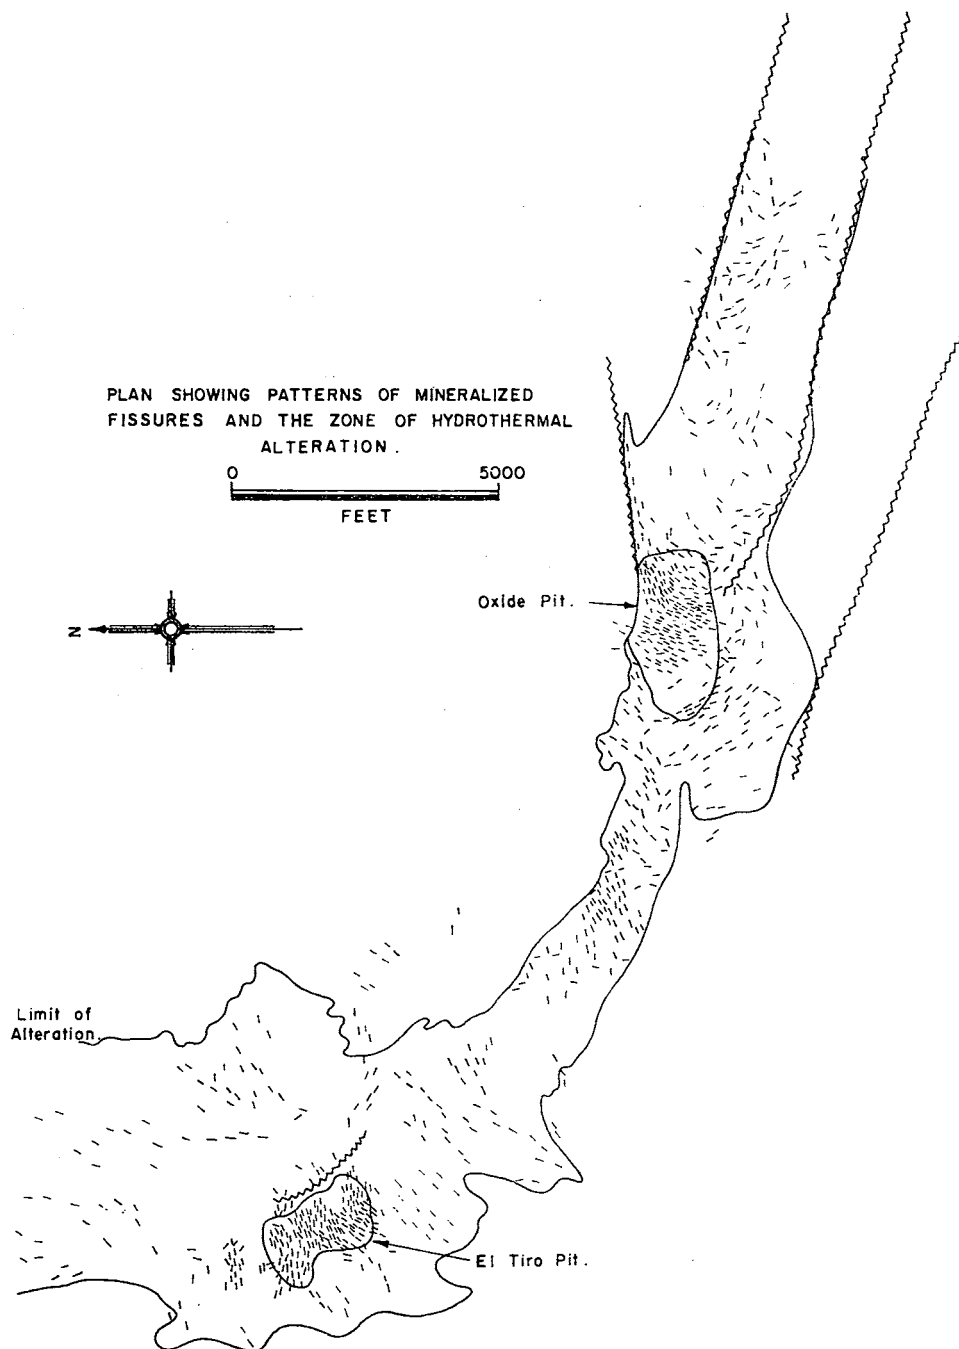 PLAN SHOWING PATTERNS OF MINERALIZED
FISSURES AND THE ZONE OF HYDROTHERMAL
ALTERATION.
0 5000
FEET
Oxide Pit.
N
Limit of
Alteration.
El Tiro Pit.